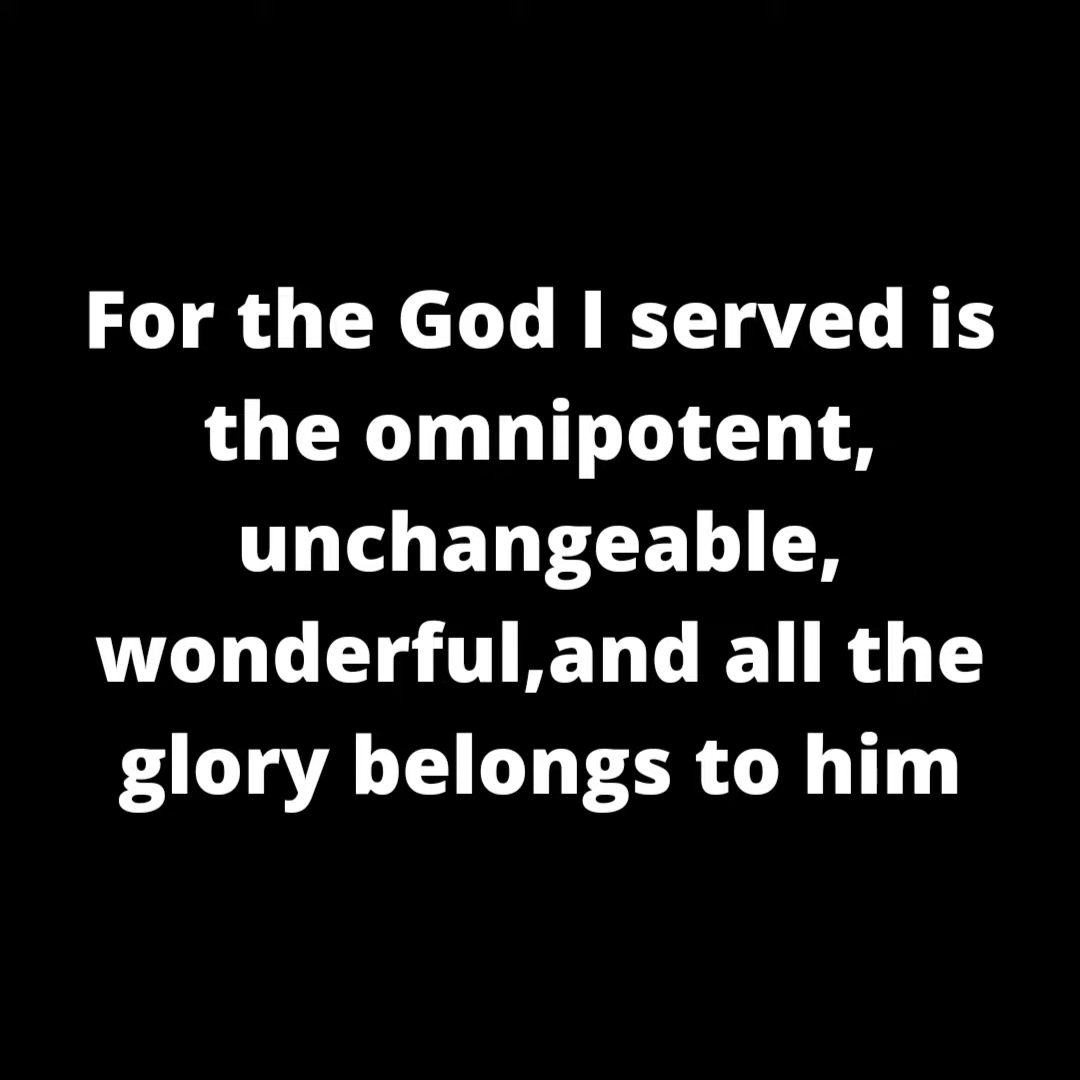 For the God I served is
the omnipotent,
unchangeable,
wonderful,and all the
glory belongs to him